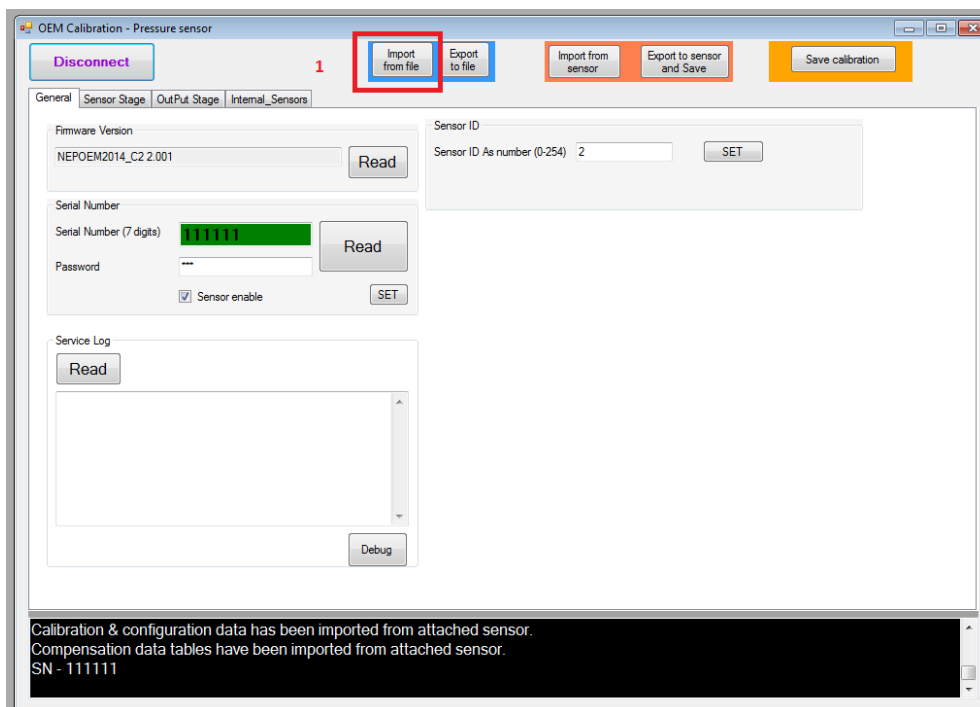 OEM Calibration - Pressure sensor
Disconnect
1
Import
from file
Export
to file
Import from
sensor
Export to sensor
and Save
Save calibration
General
Sensor Stage
OutPut Stage
Internal_Sensors
Firmware Version
NEPOEM2014_C2 2.001
Read
Sensor ID
Sensor ID As number (0-254)
2
SET
Serial Number
Serial Number (7 digits)
111111
Read
Password
***
Sensor enable
SET
Service Log
Read
Debug
Calibration & configuration data has been imported from attached sensor.
Compensation data tables have been imported from attached sensor.
SN - 111111